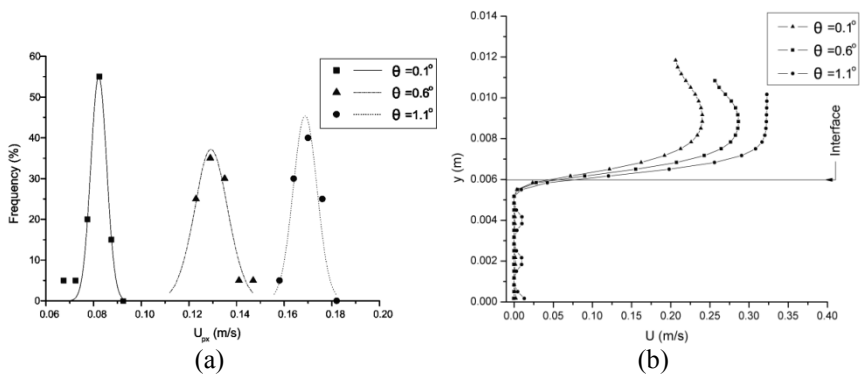 (a)
60
50
40
30
20
10
0
Frequency (%)
0.06 0.08 0.10 0.12 0.14 0.16 0.18 0.20
Upx (m/s)
θ =0.1°
θ =0.6°
θ =1.1°
(a)
b)
0.014
0.012
0.010
0.008
0.006
0.004
0.002
0.000
y (m)
0.00 0.05 0.10 0.15 0.20 0.25 0.30 0.35 0.40
U (m/s)
θ =0.1°
θ =0.6°
θ =1.1°
Interface
(b)